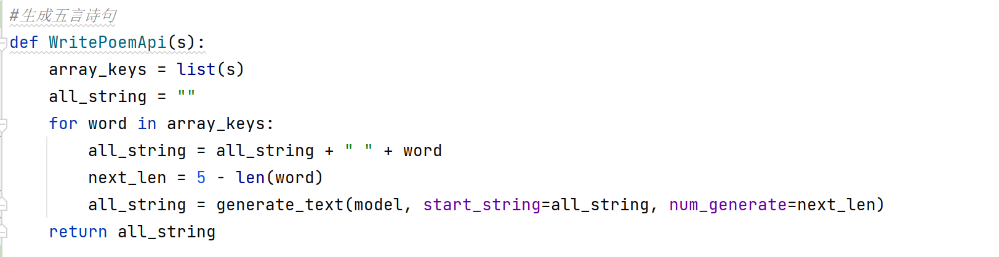 #生成五言诗句
def WritePoemApi(s):
    array_keys = list(s)
    all_string = ""
    for word in array_keys:
        all_string = all_string + " " + word
        next_len = 5 - len(word)
        all_string = generate_text(model, start_string=all_string, num_generate=next_len)
    return all_string